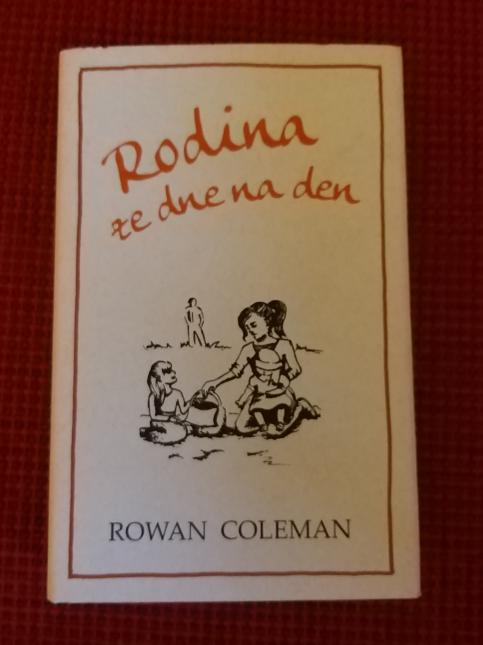 Rodina
ze dne na den
ROWAN COLEMAN